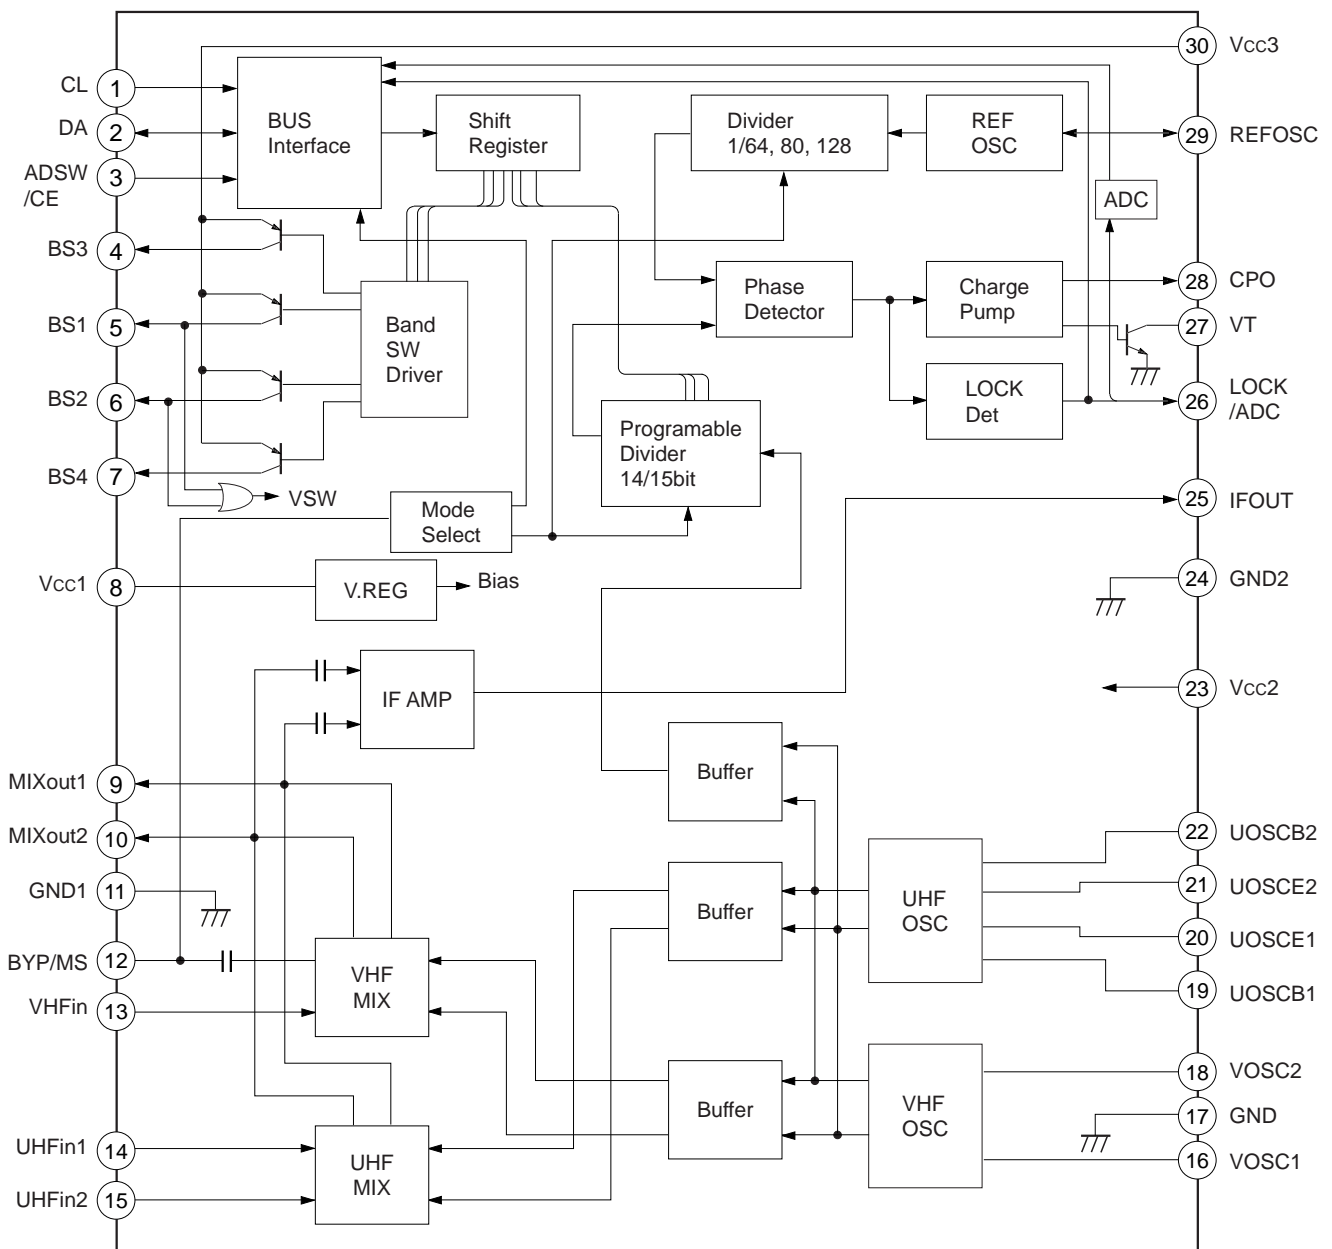 CL
1
DA
2
ADSW
/CE
3
BS3
4
BS1
5
BS2
6
BS4
7
Vcc1
8
MIXout1
9
MIXout2
10
GND1
11
BYP/MS
12
VHFin
13
UHFin1
14
UHFin2
15
BUS
Interface
Shift
Register
Divider
1/64, 80, 128
REF
OSC
ADC
Band
SW
Driver
Phase
Detector
Charge
Pump
LOCK
Det
Programable
Divider
14/15bit
VSW
Mode
Select
V.REG
Bias
IF AMP
Buffer
Buffer
UHF
OSC
VHF
MIX
Buffer
VHF
OSC
UHF
MIX
30
Vcc3
29
REFOSC
28
CPO
27
VT
26
LOCK
/ADC
25
IFOUT
24
GND2
23
Vcc2
22
UOSCB2
21
UOSCE2
20
UOSCE1
19
UOSCB1
18
VOSC2
17
GND
16
VOSC1